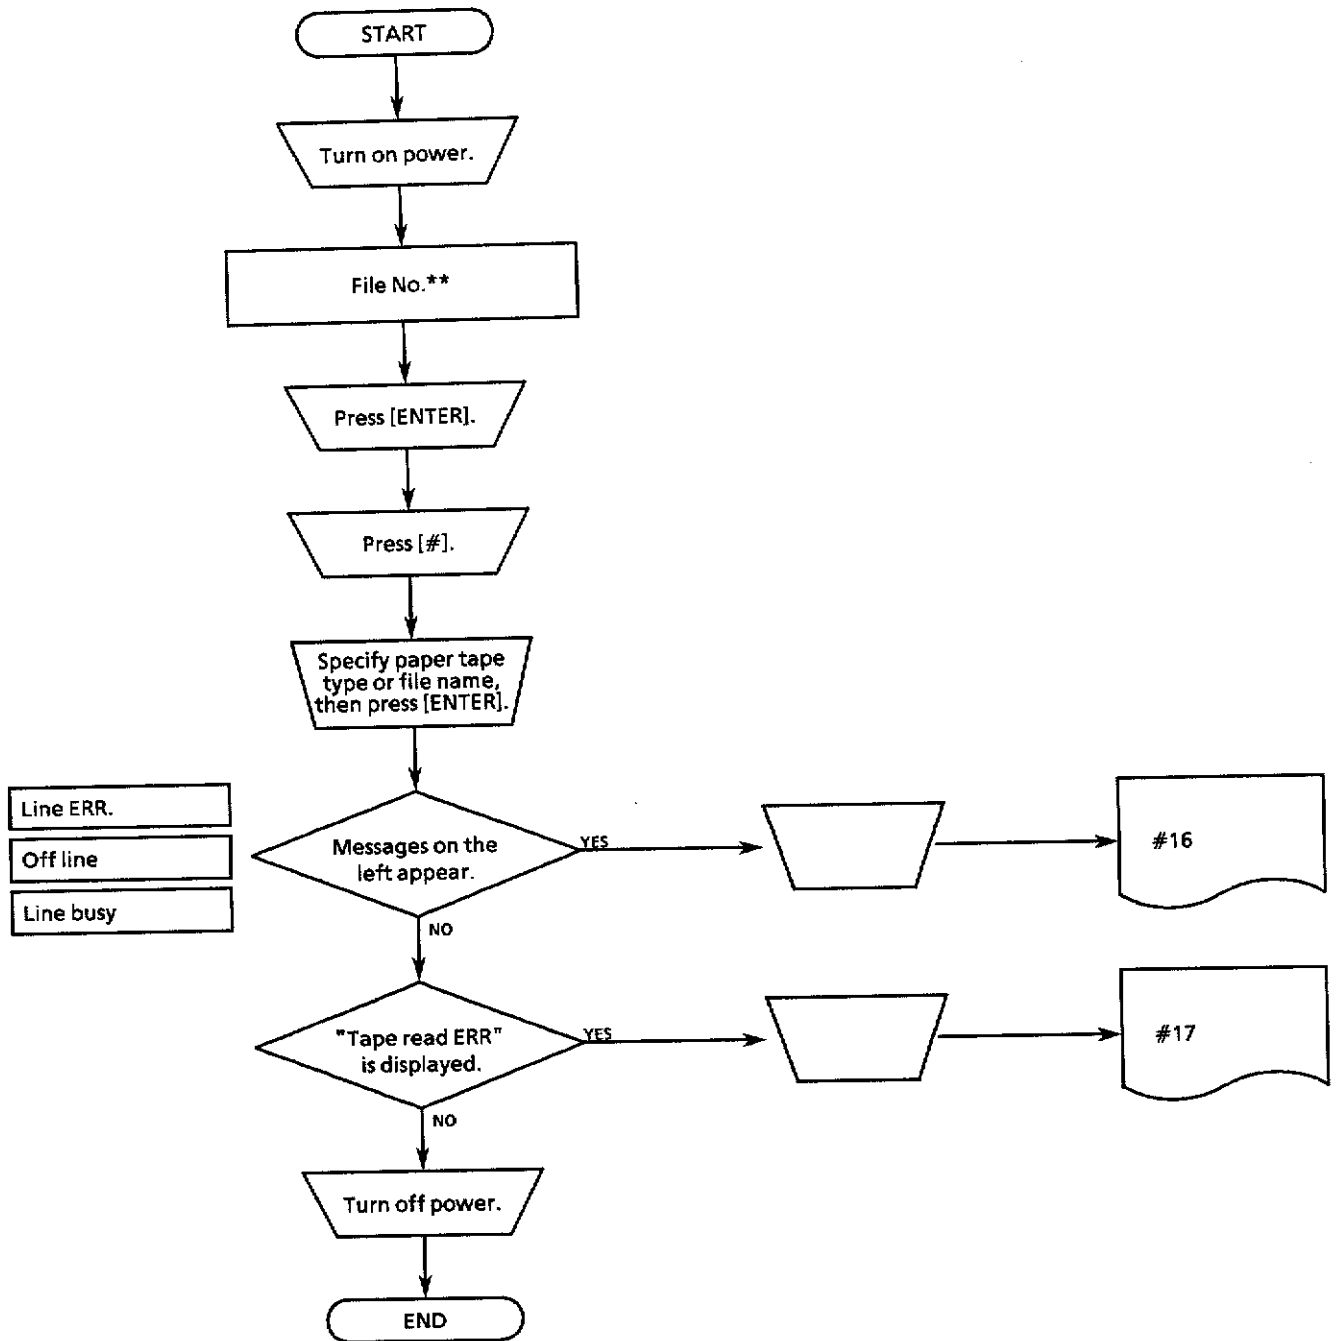 START
Turn on power.
File No.**
Press [ENTER].
Press [#].
Specify paper tape
type or file name,
then press [ENTER].
Line ERR.
Off line
Line busy
Messages on the
left appear.
YES
#16
NO
"Tape read ERR"
is displayed.
YES
#17
NO
Turn off power.
END